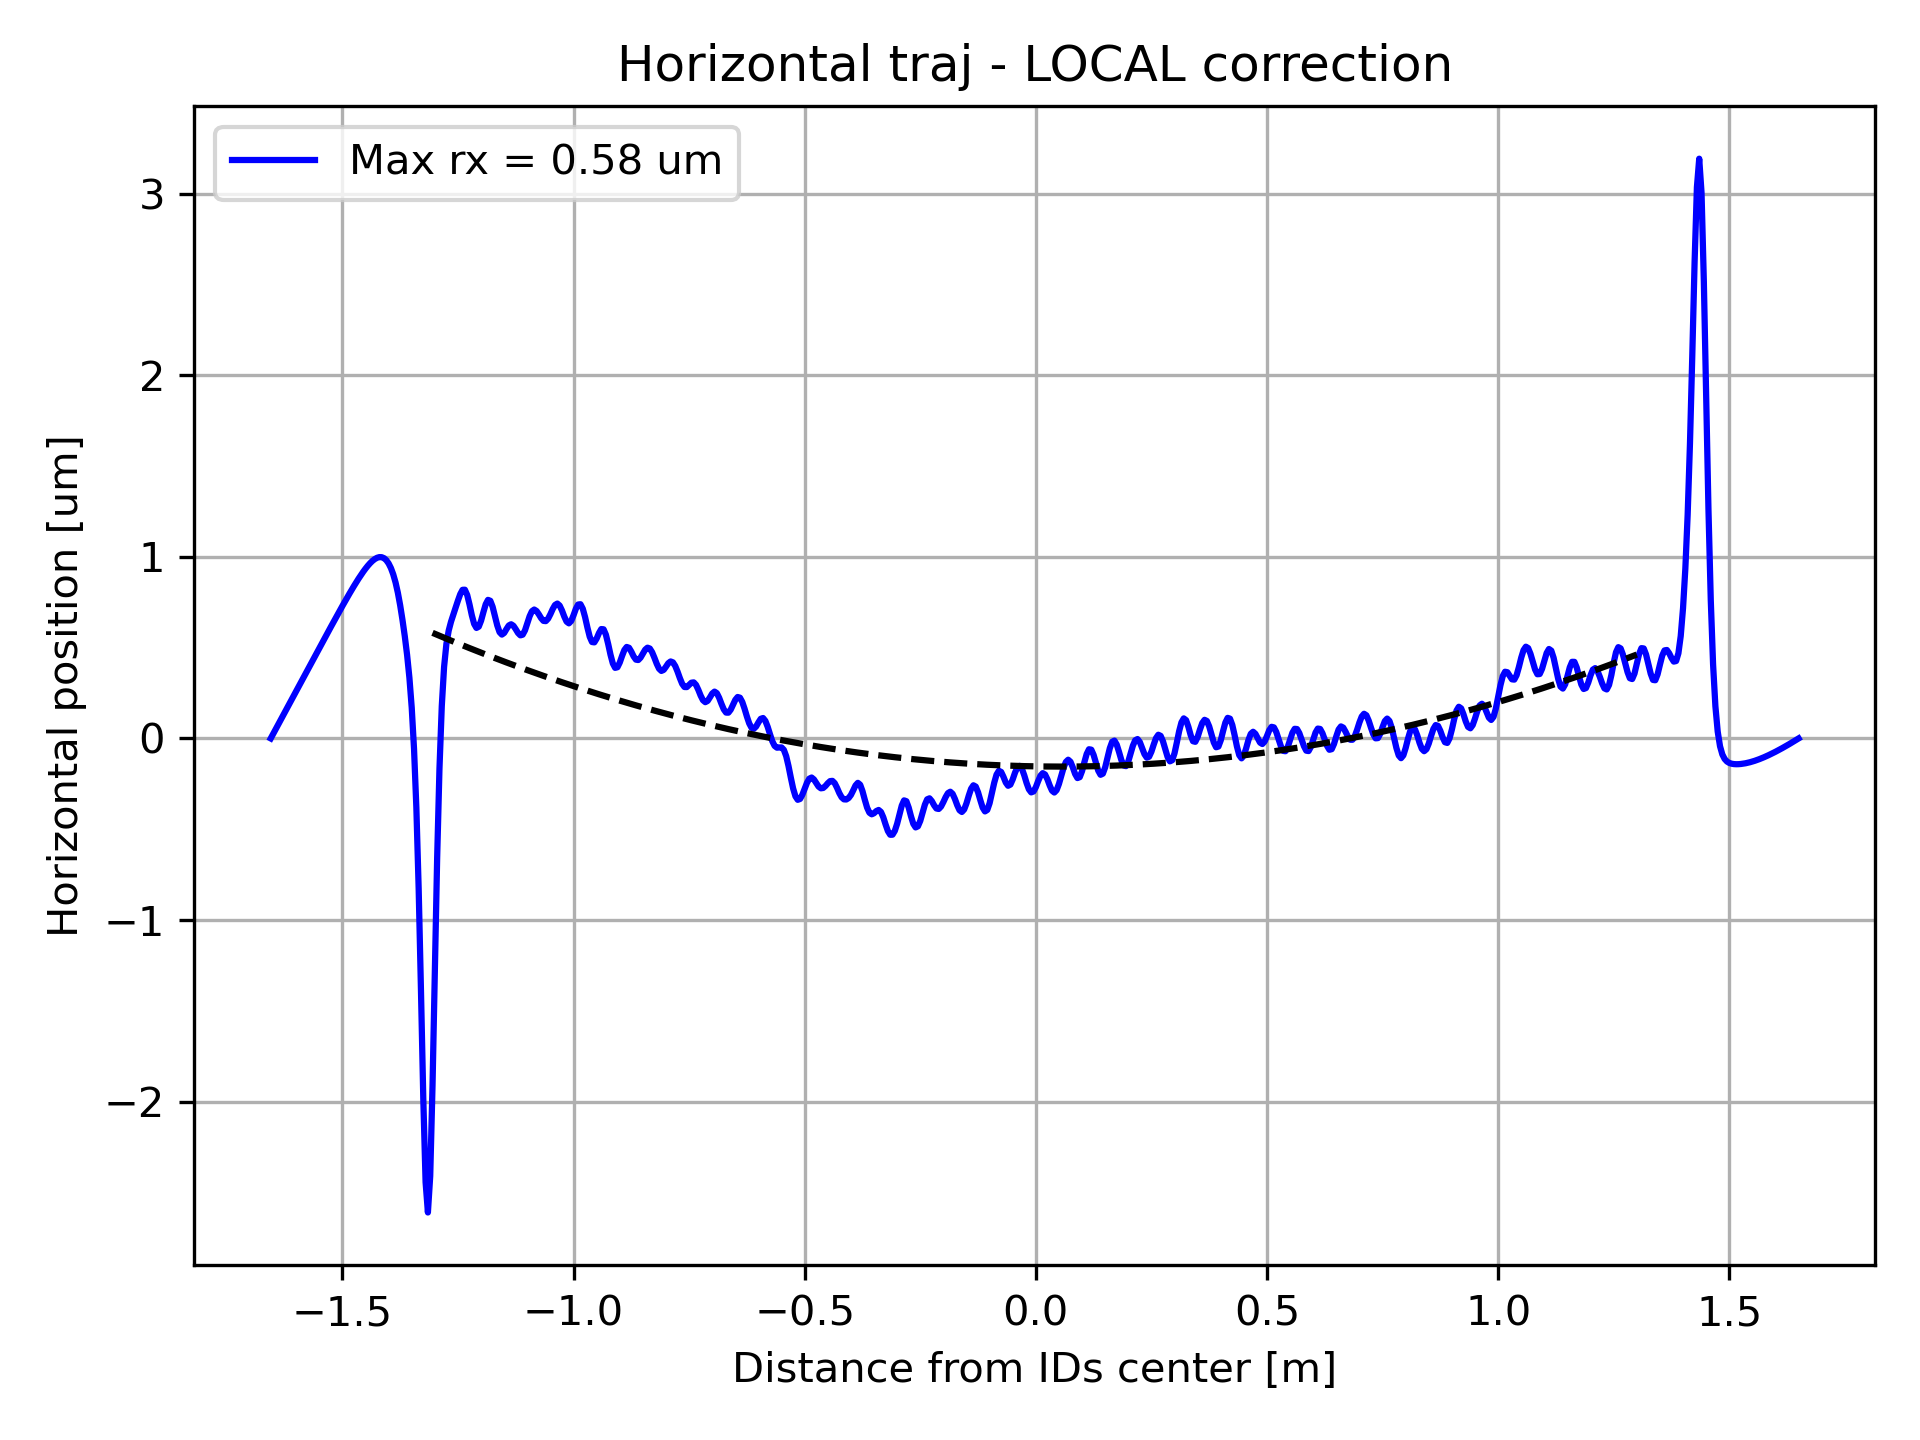 Horizontal traj - LOCAL correction
Max rx = 0.58 um
3
2
1
0
−1
−2
Horizontal position [um]
−1.5 −1.0 −0.5 0.0 0.5 1.0 1.5
Distance from IDs center [m]